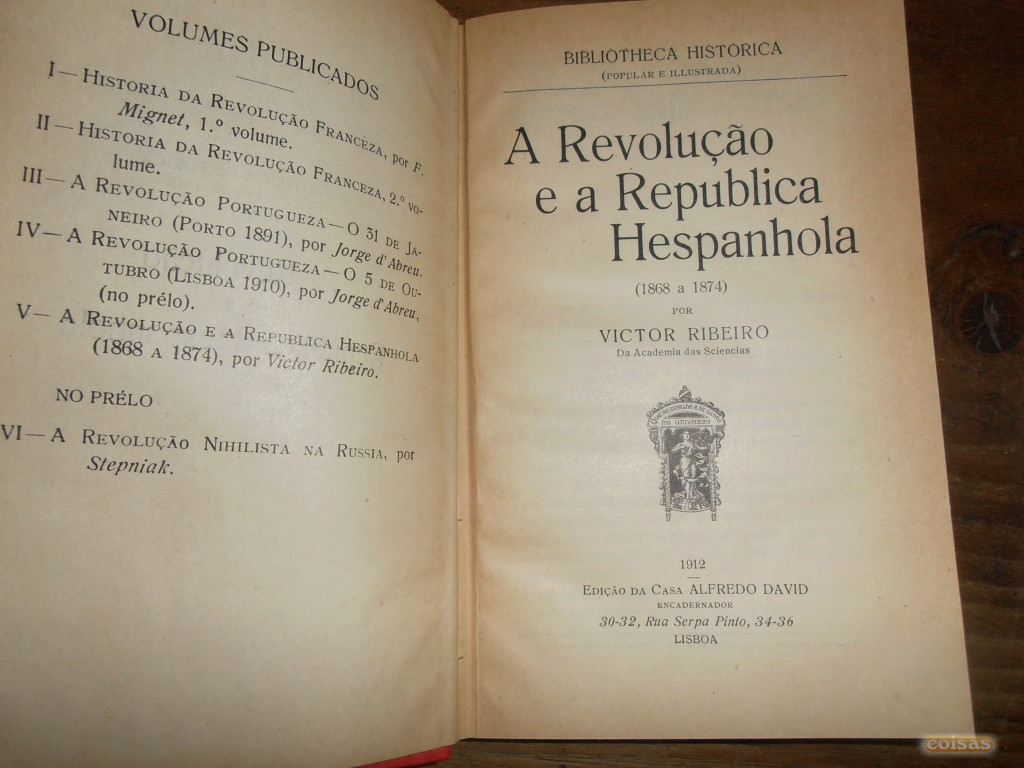 VOLUMES PUBLICADOS
I—HISTORIA DA REVOLUÇÃO FRANCEZA, por F.
Mignet, 1.º volume.
II—HISTORIA DA REVOLUÇÃO FRANCEZA, 2.º vo-
lume.
III—A REVOLUÇÃO PORTUGUEZA—O 31 DE JA-
NEIRO (PORTO 1891), por Jorge d'Abreu.
IV—A REVOLUÇÃO PORTUGUEZA—O 5 DE OU-
TUBRO (LISBOA 1910), por Jorge d'Abreu,
(no prélo).
V—A REVOLUÇÃO E A REPUBLICA HESPANHOLA
(1868 A 1874), por Victor Ribeiro.
NO PRÉLO
VI—A REVOLUÇÃO NIHILISTA NA RUSSIA, por
Stepniak.
BIBLIOTHECA HISTORICA
(POPULAR E ILLUSTRADA)
A Revolução
e a Republica
Hespanhola
(1868 a 1874)
POR
VICTOR RIBEIRO
Da Academia das Sciencias
NO UNIVERSO
1912
EDIÇÃO DA CASA ALFREDO DAVID
ENCADERNADOR
30-32, Rua Serpa Pinto, 34-36
LISBOA
coisas